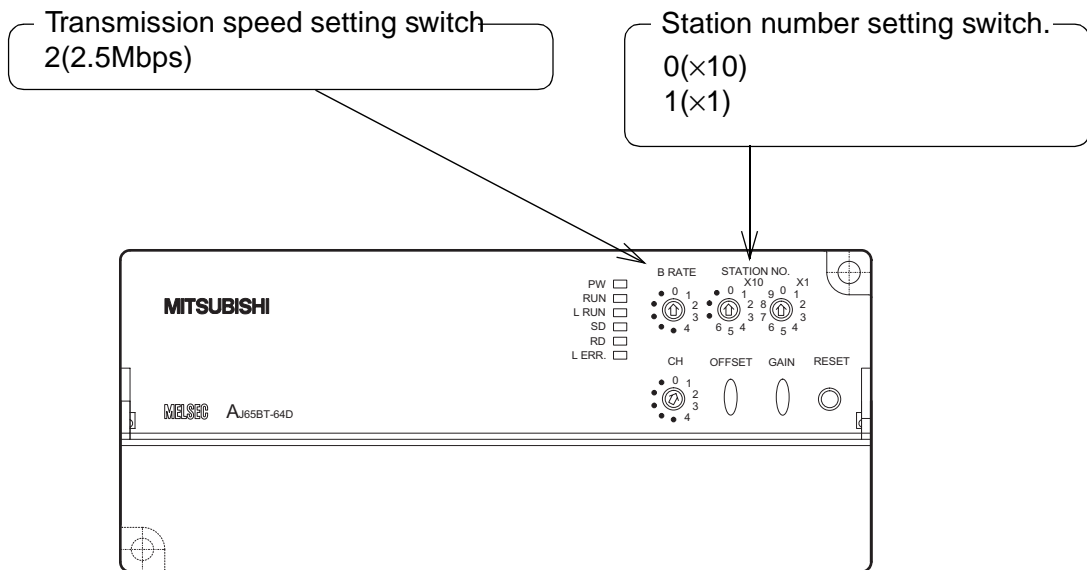 Transmission speed setting switch
2(2.5Mbps)
Station number setting switch.
0(×10)
1(×1)
MITSUBISHI
PW
RUN
L RUN
SD
RD
L ERR.
B RATE
0 1 2 3 4
STATION NO.
X10
0 1 2 3 4 5 6
X1
0 1 2 3 4 5 6 7 8 9
CH
0 1 2 3 4
OFFSET
GAIN
RESET
MELSEC
AJ65BT-64D